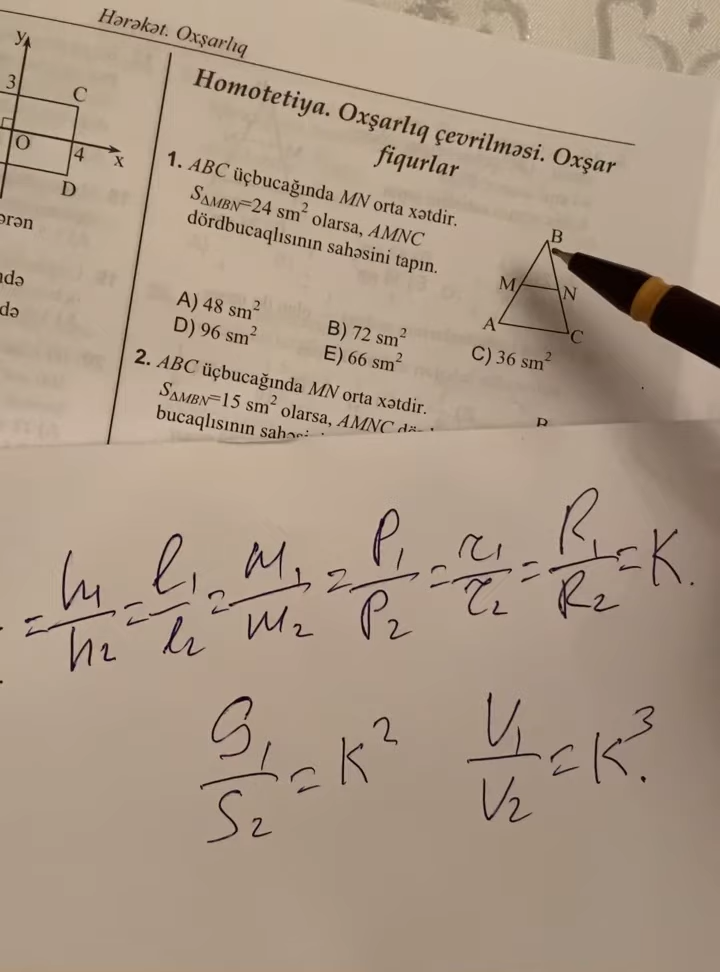 Hərəkət. Oxşarlıq
y
3
C
O
4
x
D
Homotetiya. Oxşarlıq çevrilməsi. Oxşar
fiqurlar
1. ABC üçbucağında MN orta xətdir.
S△MBN=24 sm² olarsa, AMNC
dördbucaqlısının sahəsini tapın.
B
M
N
A
C
A) 48 sm²
B) 72 sm²
C) 36 sm²
D) 96 sm²
E) 66 sm²
2. ABC üçbucağında MN orta xətdir.
S△MBN=15 sm² olarsa, AMNC
bucaqlısının
= h₁/h₂ = l₁/l₂ = m₁/m₂ = P₁/P₂ = r₁/r₂ = R₁/R₂ = K.
S₁/S₂ = K² V₁/V₂ = K³.